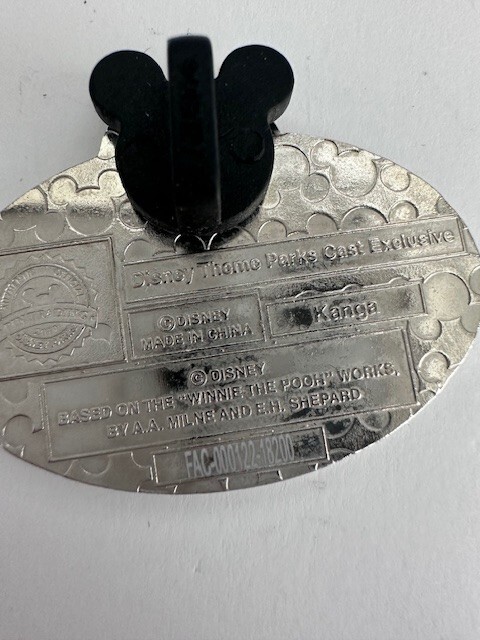 Disney Theme Parks Cast Exclusive
©DISNEY
MADE IN CHINA
Kanga
©DISNEY
BASED ON THE "WINNIE THE POOH" WORKS,
BY A.A. MILNE AND E.H. SHEPARD
FAC-000122-18200